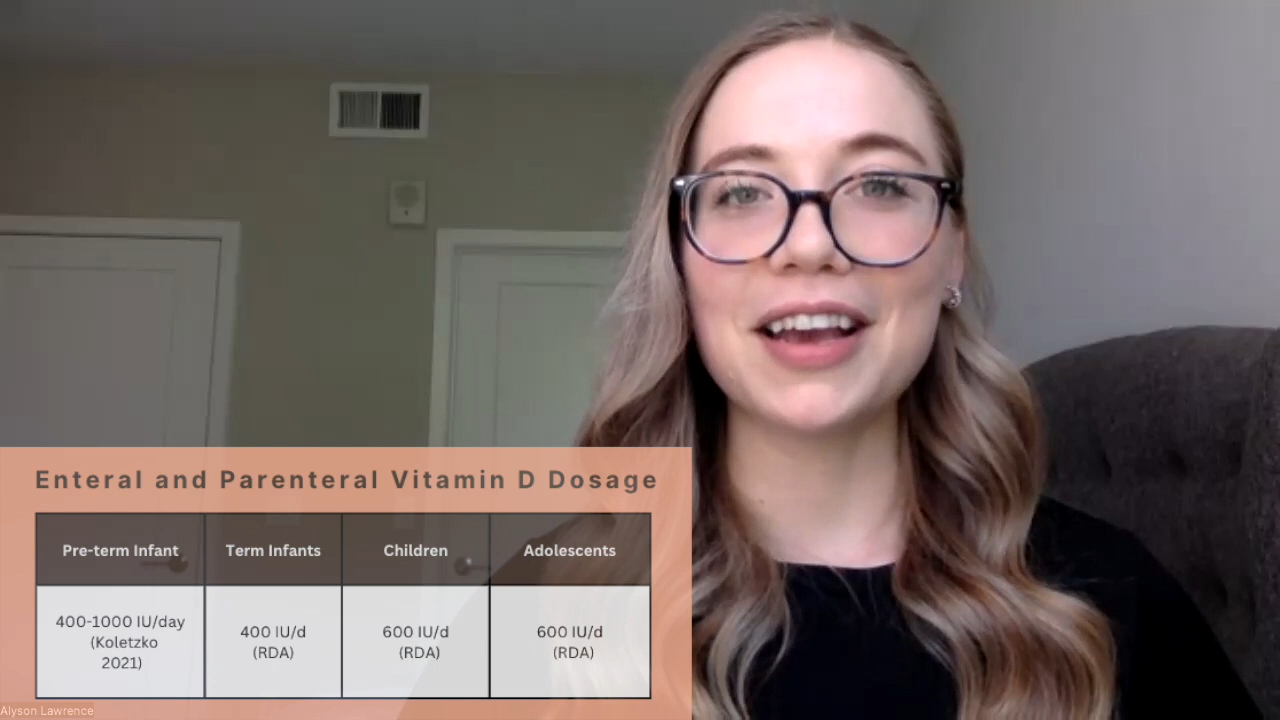 Enteral and Parenteral Vitamin D Dosage
Pre-term Infant
Term Infants
Children
Adolescents
400-1000 IU/day
(Koletzko
2021)
400 IU/d
(RDA)
600 IU/d
(RDA)
600 IU/d
(RDA)
Alyson Lawrence